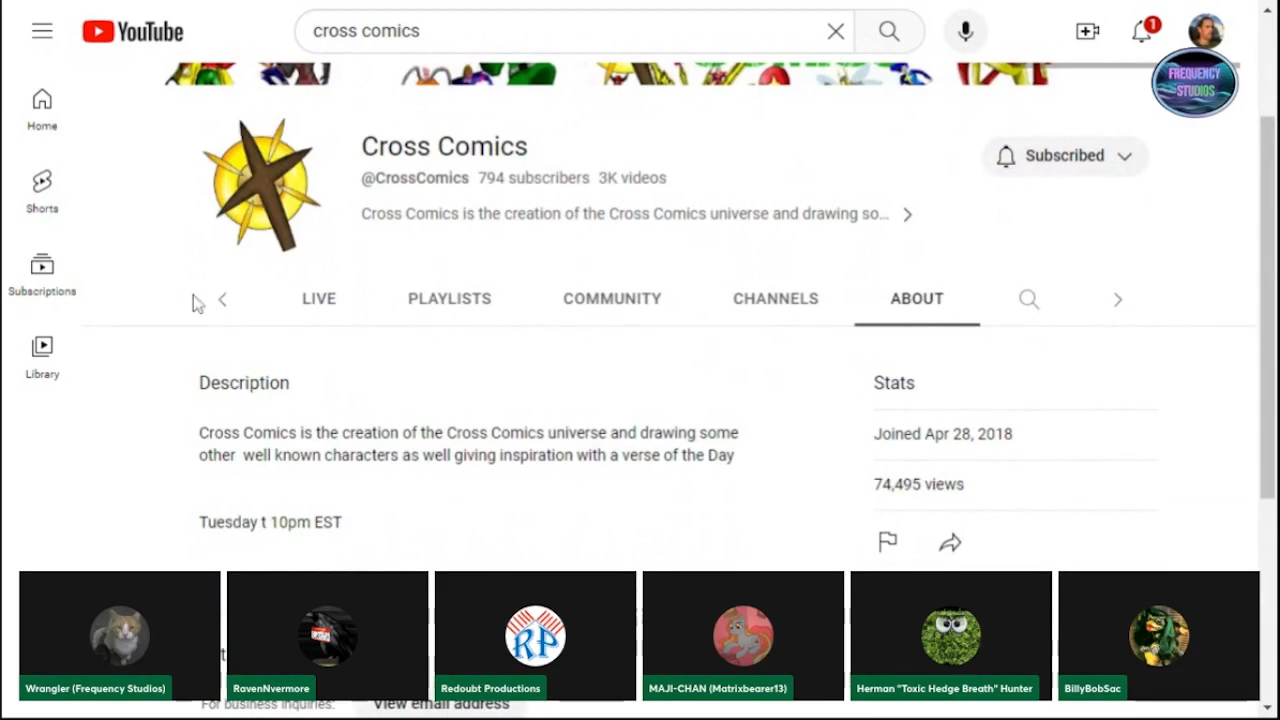 YouTube
cross comics
1
FREQUENCY
STUDIOS
Home
Shorts
Subscriptions
Library
Cross Comics
@CrossComics 794 subscribers 3K videos
Cross Comics is the creation of the Cross Comics universe and drawing so...
Subscribed
LIVE PLAYLISTS COMMUNITY CHANNELS ABOUT
Description
Cross Comics is the creation of the Cross Comics universe and drawing some
other well known characters as well giving inspiration with a verse of the Day
Tuesday t 10pm EST
Stats
Joined Apr 28, 2018
74,495 views
RP
Wrangler (Frequency Studios)
RavenNvermore
Redoubt Productions
MAJI-CHAN (Matrixbearer13)
Herman "Toxic Hedge Breath" Hunter
BillyBobSac
For business inquiries: View email address